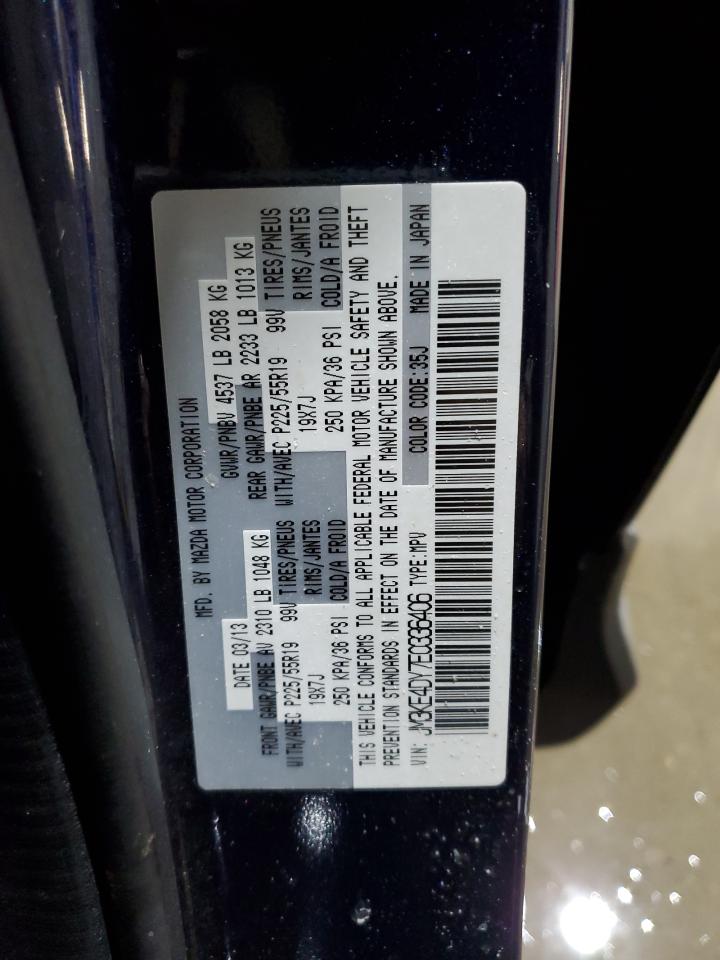 MFD. BY MAZDA MOTOR CORPORATION
DATE 03/13 GVWR/PNBV 4537 LB 2058 KG
FRONT GAWR/PNBE AV 2310 LB 1048 KG REAR GAWR/PNBE AR 2233 LB 1013 KG
WITH/AVEC P225/55R19 99V TIRES/PNEUS WITH/AVEC P225/55R19 99V TIRES/PNEUS
19X7J RIMS/JANTES 19X7J RIMS/JANTES
250 KPA/36 PSI COLD/A FROID 250 KPA/36 PSI COLD/A FROID
THIS VEHICLE CONFORMS TO ALL APPLICABLE FEDERAL MOTOR VEHICLE SAFETY AND THEFT
PREVENTION STANDARDS IN EFFECT ON THE DATE OF MANUFACTURE SHOWN ABOVE.
VIN: JM3KE4DY7E0336406 TYPE:MPV COLOR CODE:35J MADE IN JAPAN